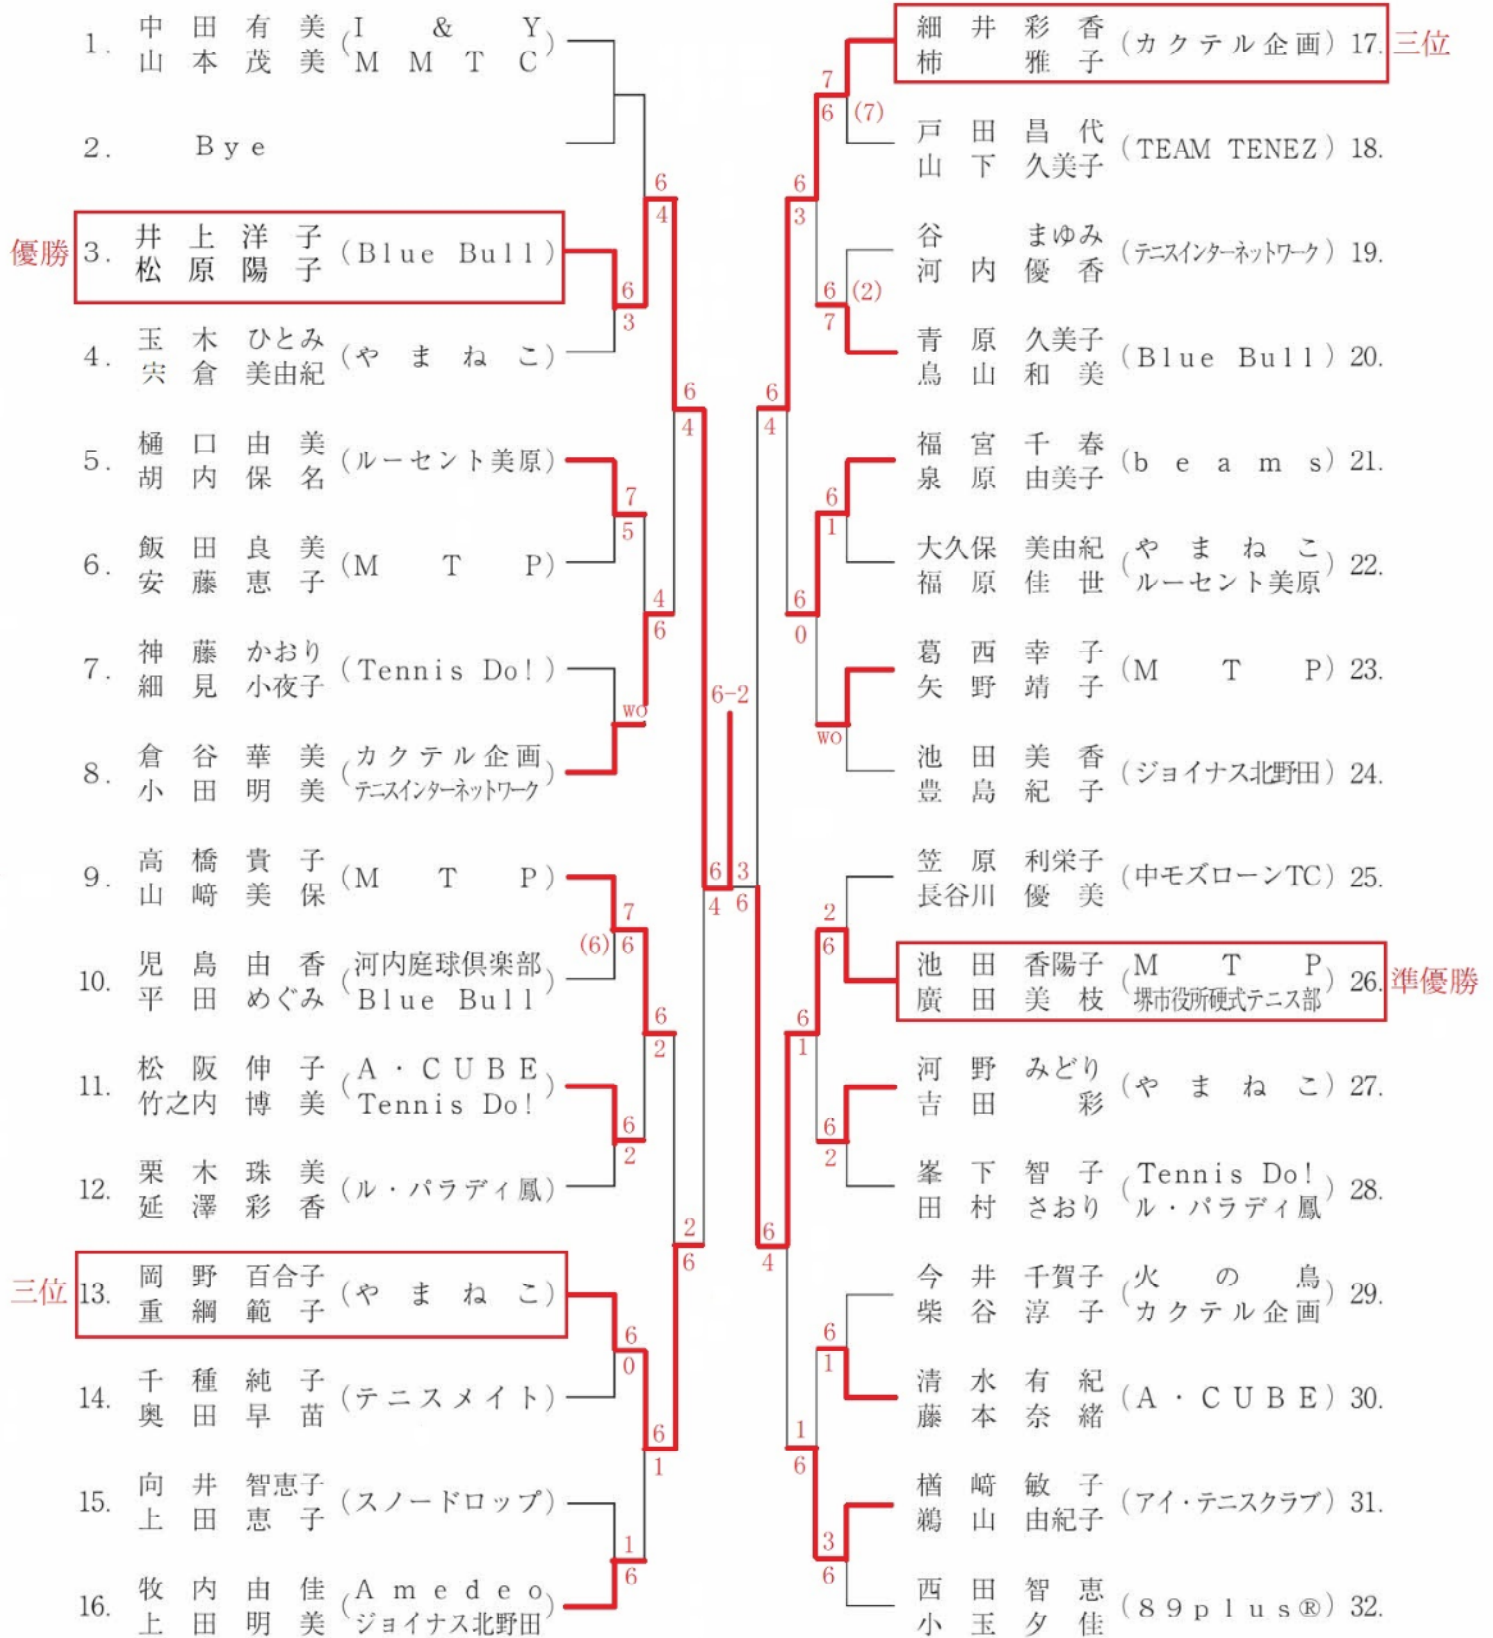 1. 中田有美 (I & Y
山本茂美 MMTC)
2. Bye
6
4
優勝 3. 井上洋子 (Blue Bull)
松原陽子
6
3
4. 玉木ひとみ (やまねこ)
宍倉美由紀
6
4
5. 樋口由美 (ルーセント美原)
胡内保名
7
5
6. 飯田良美 (MTP)
安藤恵子
4
6
7. 神藤かおり (Tennis Do!)
細見小夜子
WO
8. 倉谷華美 (カクテル企画
小田明美 テニスインターネットワーク)
6-2
6 3
4 6
9. 高橋貴子 (MTP)
山﨑美保
7
(6) 6
10. 児島由香 (河内庭球倶楽部
平田めぐみ Blue Bull)
6
2
11. 松阪伸子 (A・CUBE
竹之内博美 Tennis Do!)
6
2
12. 栗木珠美 (ル・パラディ鳳)
延澤彩香
2
6
三位 13. 岡野百合子 (やまねこ)
重綱範子
6
0
14. 千種純子 (テニスメイト)
奥田早苗
6
1
15. 向井智恵子 (スノードロップ)
上田恵子
1
6
16. 牧内由佳 (Amedeo
上田明美 ジョイナス北野田)
細井彩香 (カクテル企画) 17. 三位
柿雅子
7
6 (7)
戸田昌代 (TEAM TENEZ) 18.
山下久美子
6
3
谷まゆみ (テニスインターネットワーク) 19.
河内優香
6 (2)
7
青原久美子 (Blue Bull) 20.
鳥山和美
6
4
福宮千春 (beams) 21.
泉原由美子
6
1
大久保美由紀 (やまねこ
福原佳世 ルーセント美原) 22.
6
0
葛西幸子 (MTP) 23.
矢野靖子
WO
池田美香 (ジョイナス北野田) 24.
豊島紀子
笠原利栄子 (中モズローンTC) 25.
長谷川優美
2
6
池田香陽子 (MTP
廣田美枝 堺市役所硬式テニス部) 26. 準優勝
6
1
河野みどり (やまねこ) 27.
吉田彩
6
2
峯下智子 (Tennis Do!
田村さおり ル・パラディ鳳) 28.
6
4
今井千賀子 (火の鳥
柴谷淳子 カクテル企画) 29.
6
1
清水有紀 (A・CUBE) 30.
藤本奈緒
1
6
楢﨑敏子 (アイ・テニスクラブ) 31.
鵜山由紀子
3
6
西田智恵 (89plus®) 32.
小玉夕佳